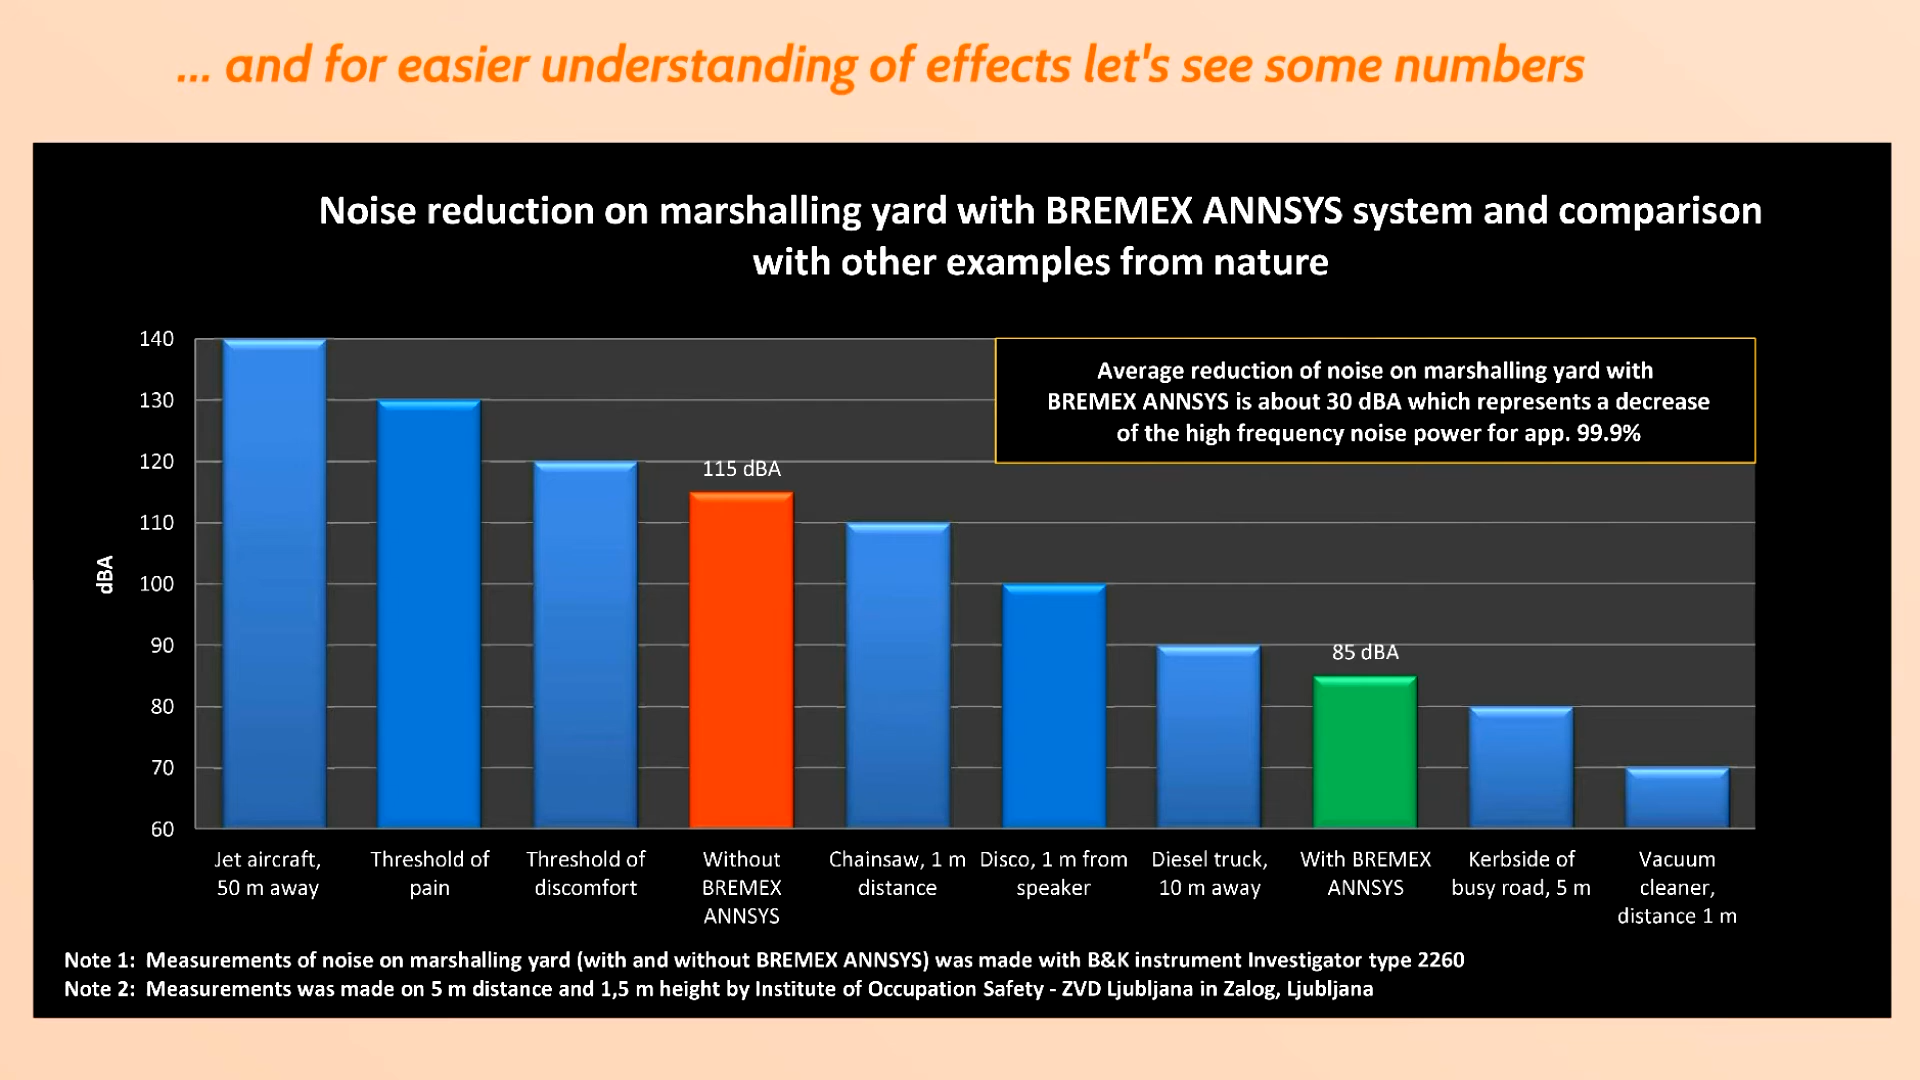 ... and for easier understanding of effects let's see some numbers
Noise reduction on marshalling yard with BREMEX ANNSYS system and comparison
with other examples from nature
Average reduction of noise on marshalling yard with
BREMEX ANNSYS is about 30 dBA which represents a decrease
of the high frequency noise power for app. 99.9%
dBA
140
130
120
110
100
90
80
70
60
115 dBA
85 dBA
Jet aircraft,
50 m away
Threshold of
pain
Threshold of
discomfort
Without
BREMEX
ANNSYS
Chainsaw, 1 m
distance
Disco, 1 m from
speaker
Diesel truck,
10 m away
With BREMEX
ANNSYS
Kerbside of
busy road, 5 m
Vacuum
cleaner,
distance 1 m
Note 1: Measurements of noise on marshalling yard (with and without BREMEX ANNSYS) was made with B&K instrument Investigator type 2260
Note 2: Measurements was made on 5 m distance and 1,5 m height by Institute of Occupation Safety - ZVD Ljubljana in Zalog, Ljubljana